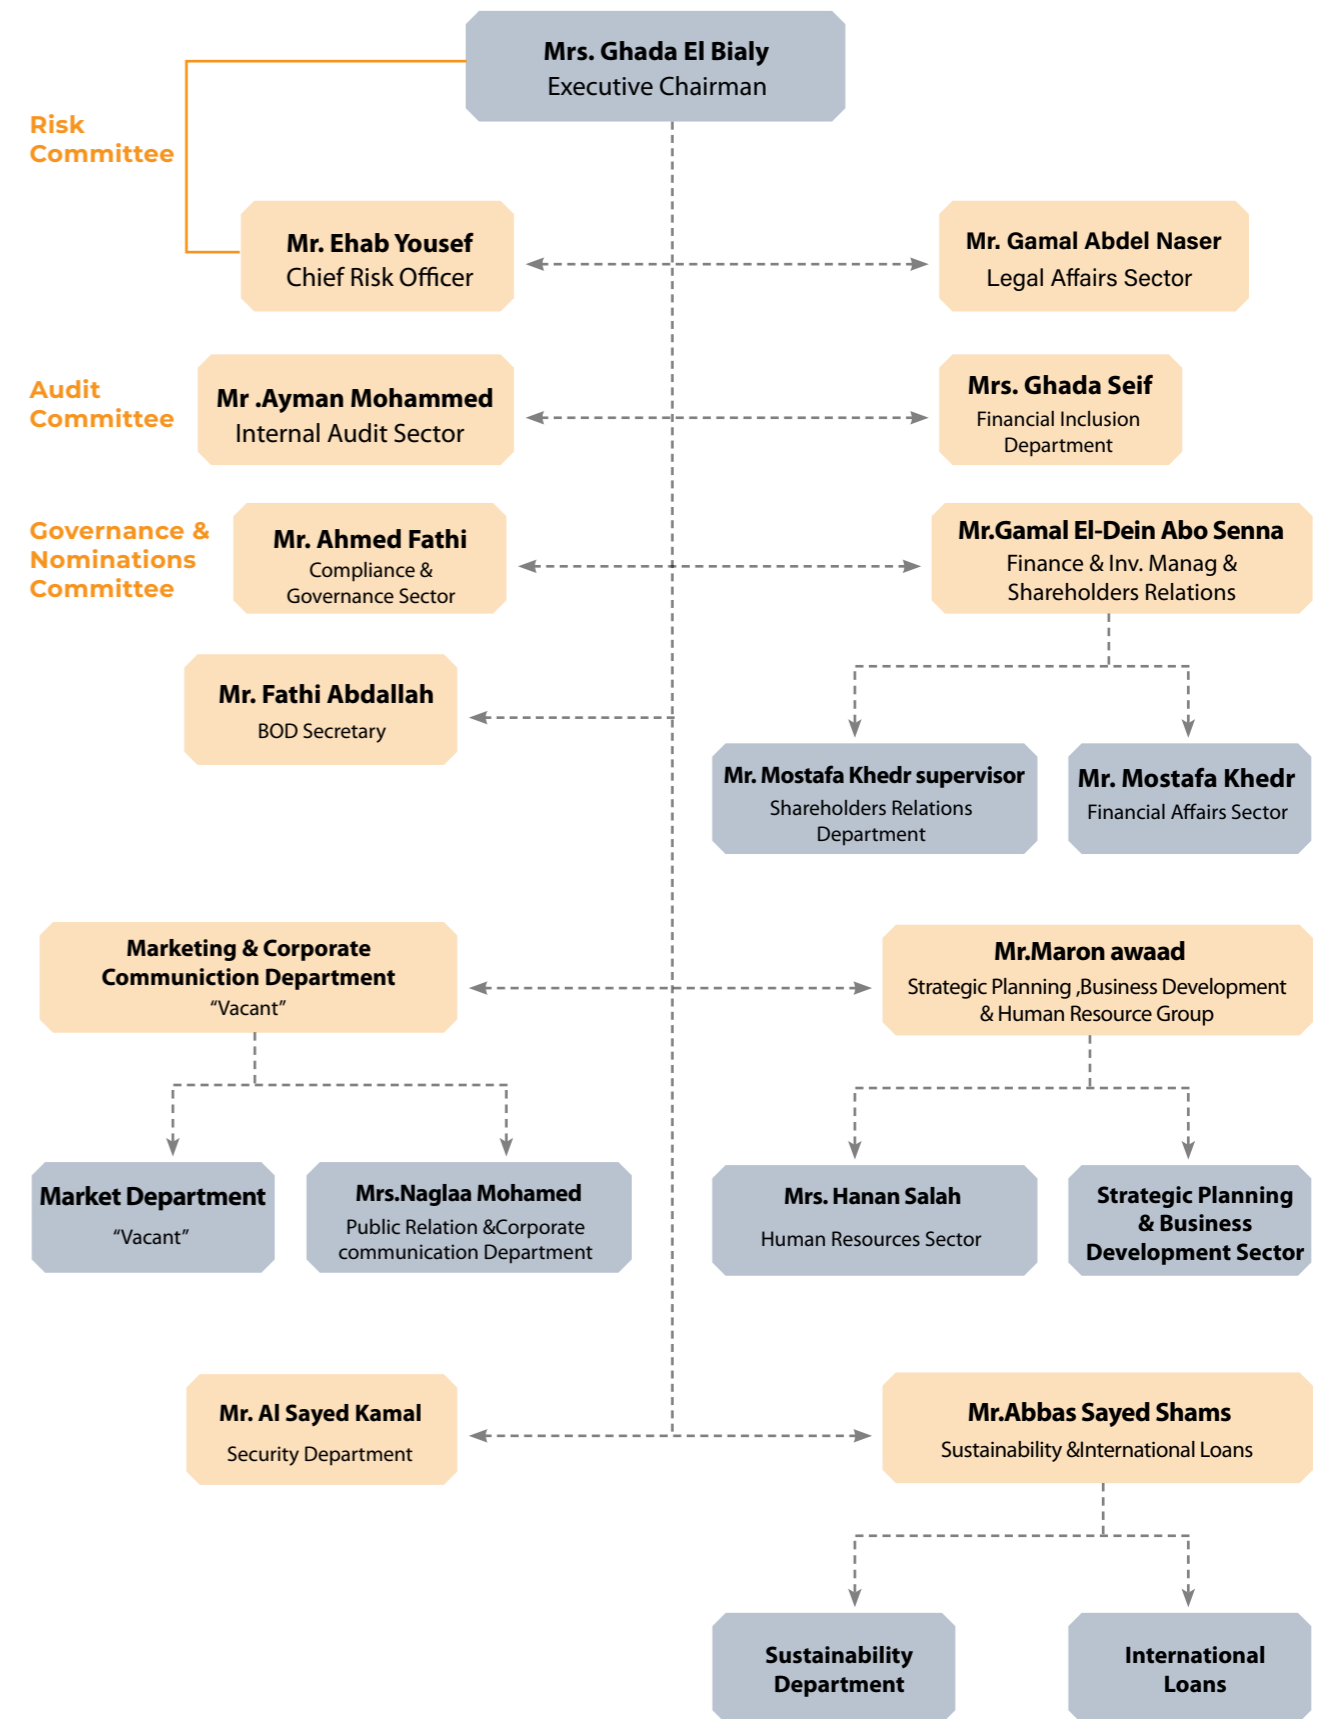 Mrs. Ghada El Bialy
Executive Chairman
Risk
Committee
Mr. Ehab Yousef
Chief Risk Officer
Mr. Gamal Abdel Naser
Legal Affairs Sector
Audit
Committee
Mr .Ayman Mohammed
Internal Audit Sector
Mrs. Ghada Seif
Financial Inclusion
Department
Governance &
Nominations
Committee
Mr. Ahmed Fathi
Compliance &
Governance Sector
Mr.Gamal El-Dein Abo Senna
Finance & Inv. Manag &
Shareholders Relations
Mr. Fathi Abdallah
BOD Secretary
Mr. Mostafa Khedr supervisor
Shareholders Relations
Department
Mr. Mostafa Khedr
Financial Affairs Sector
Marketing & Corporate
Communiction Department
“Vacant”
Mr.Maron awaad
Strategic Planning ,Business Development
& Human Resource Group
Market Department
“Vacant”
Mrs.Naglaa Mohamed
Public Relation &Corporate
communication Department
Mrs. Hanan Salah
Human Resources Sector
Strategic Planning
& Business
Development Sector
Mr. Al Sayed Kamal
Security Department
Mr.Abbas Sayed Shams
Sustainability &International Loans
Sustainability
Department
International
Loans